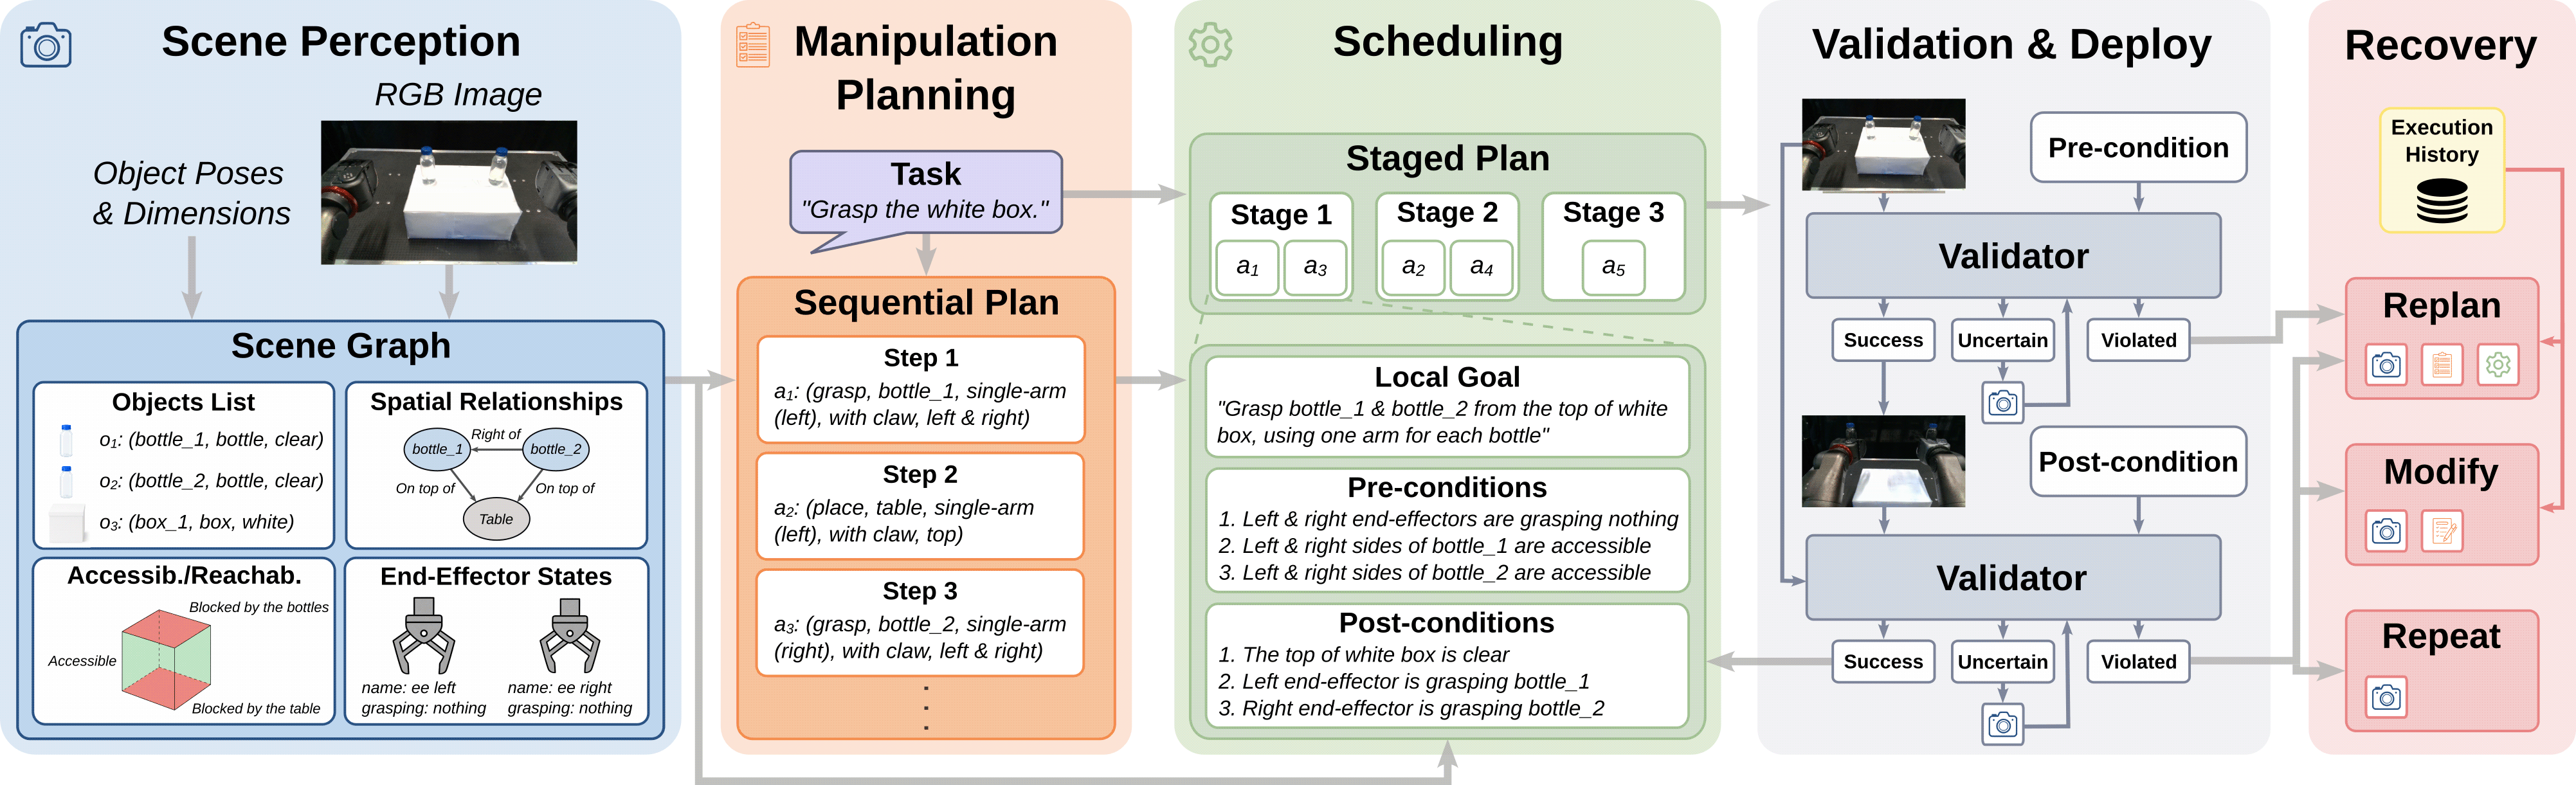 Scene Perception
RGB Image
Object Poses
& Dimensions
Scene Graph
Objects List
o₁: (bottle_1, bottle, clear)
o₂: (bottle_2, bottle, clear)
o₃: (box_1, box, white)
Spatial Relationships
bottle_1
Right of
bottle_2
On top of
On top of
Table
Accessib./Reachab.
Blocked by the bottles
Accessible
Blocked by the table
End-Effector States
name: ee left
grasping: nothing
name: ee right
grasping: nothing
Manipulation
Planning
Task
"Grasp the white box."
Sequential Plan
Step 1
a₁: (grasp, bottle_1, single-arm
(left), with claw, left & right)
Step 2
a₂: (place, table, single-arm
(left), with claw, top)
Step 3
a₃: (grasp, bottle_2, single-arm
(right), with claw, left & right)
Scheduling
Staged Plan
Stage 1
a₁ a₃
Stage 2
a₂ a₄
Stage 3
a₅
Local Goal
"Grasp bottle_1 & bottle_2 from the top of white
box, using one arm for each bottle"
Pre-conditions
1. Left & right end-effectors are grasping nothing
2. Left & right sides of bottle_1 are accessible
3. Left & right sides of bottle_2 are accessible
Post-conditions
1. The top of white box is clear
2. Left end-effector is grasping bottle_1
3. Right end-effector is grasping bottle_2
Validation & Deploy
Pre-condition
Validator
Success
Uncertain
Violated
Post-condition
Validator
Success
Uncertain
Violated
Recovery
Execution
History
Replan
Modify
Repeat